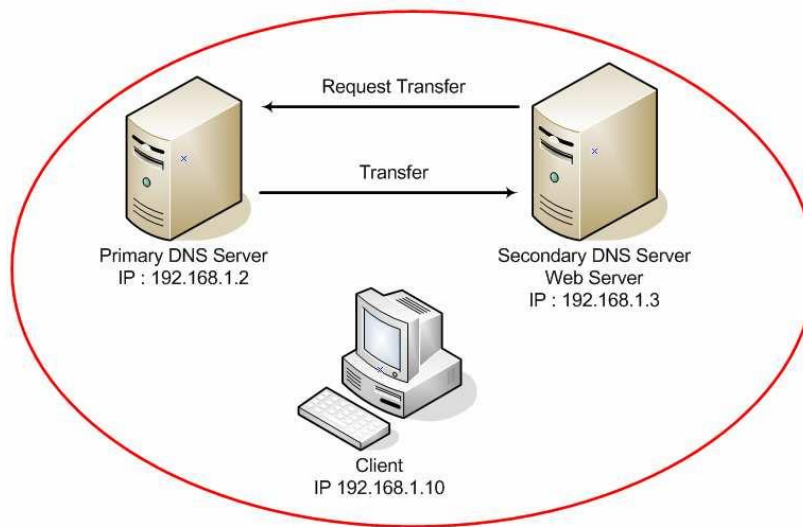 Request Transfer
Transfer
Primary DNS Server
IP : 192.168.1.2
Secondary DNS Server
Web Server
IP : 192.168.1.3
Client
IP 192.168.1.10